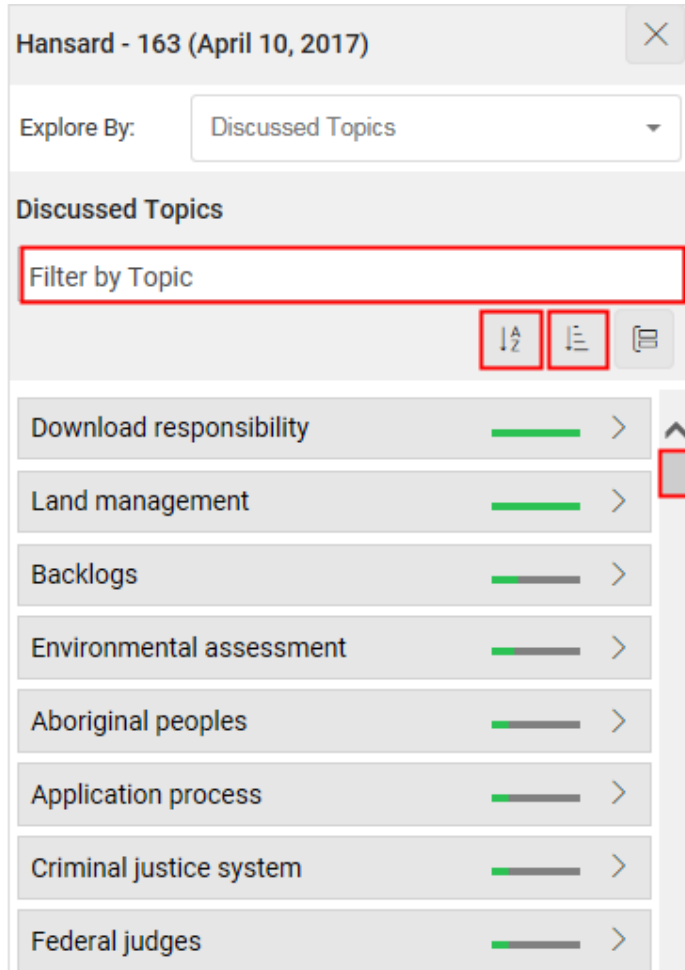 Hansard - 163 (April 10, 2017)
Explore By: Discussed Topics
Discussed Topics
Filter by Topic
Download responsibility
Land management
Backlogs
Environmental assessment
Aboriginal peoples
Application process
Criminal justice system
Federal judges